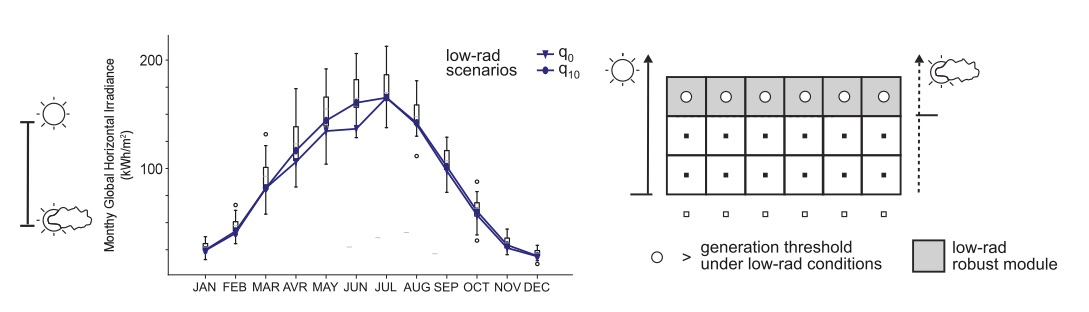 Monthy Global Horizontal Irradiance
(kWh/m²)
200
100
JAN FEB MAR AVR MAY JUN JUL AUG SEP OCT NOV DEC
low-rad
scenarios
q0
q10
> generation threshold
under low-rad conditions
low-rad
robust module